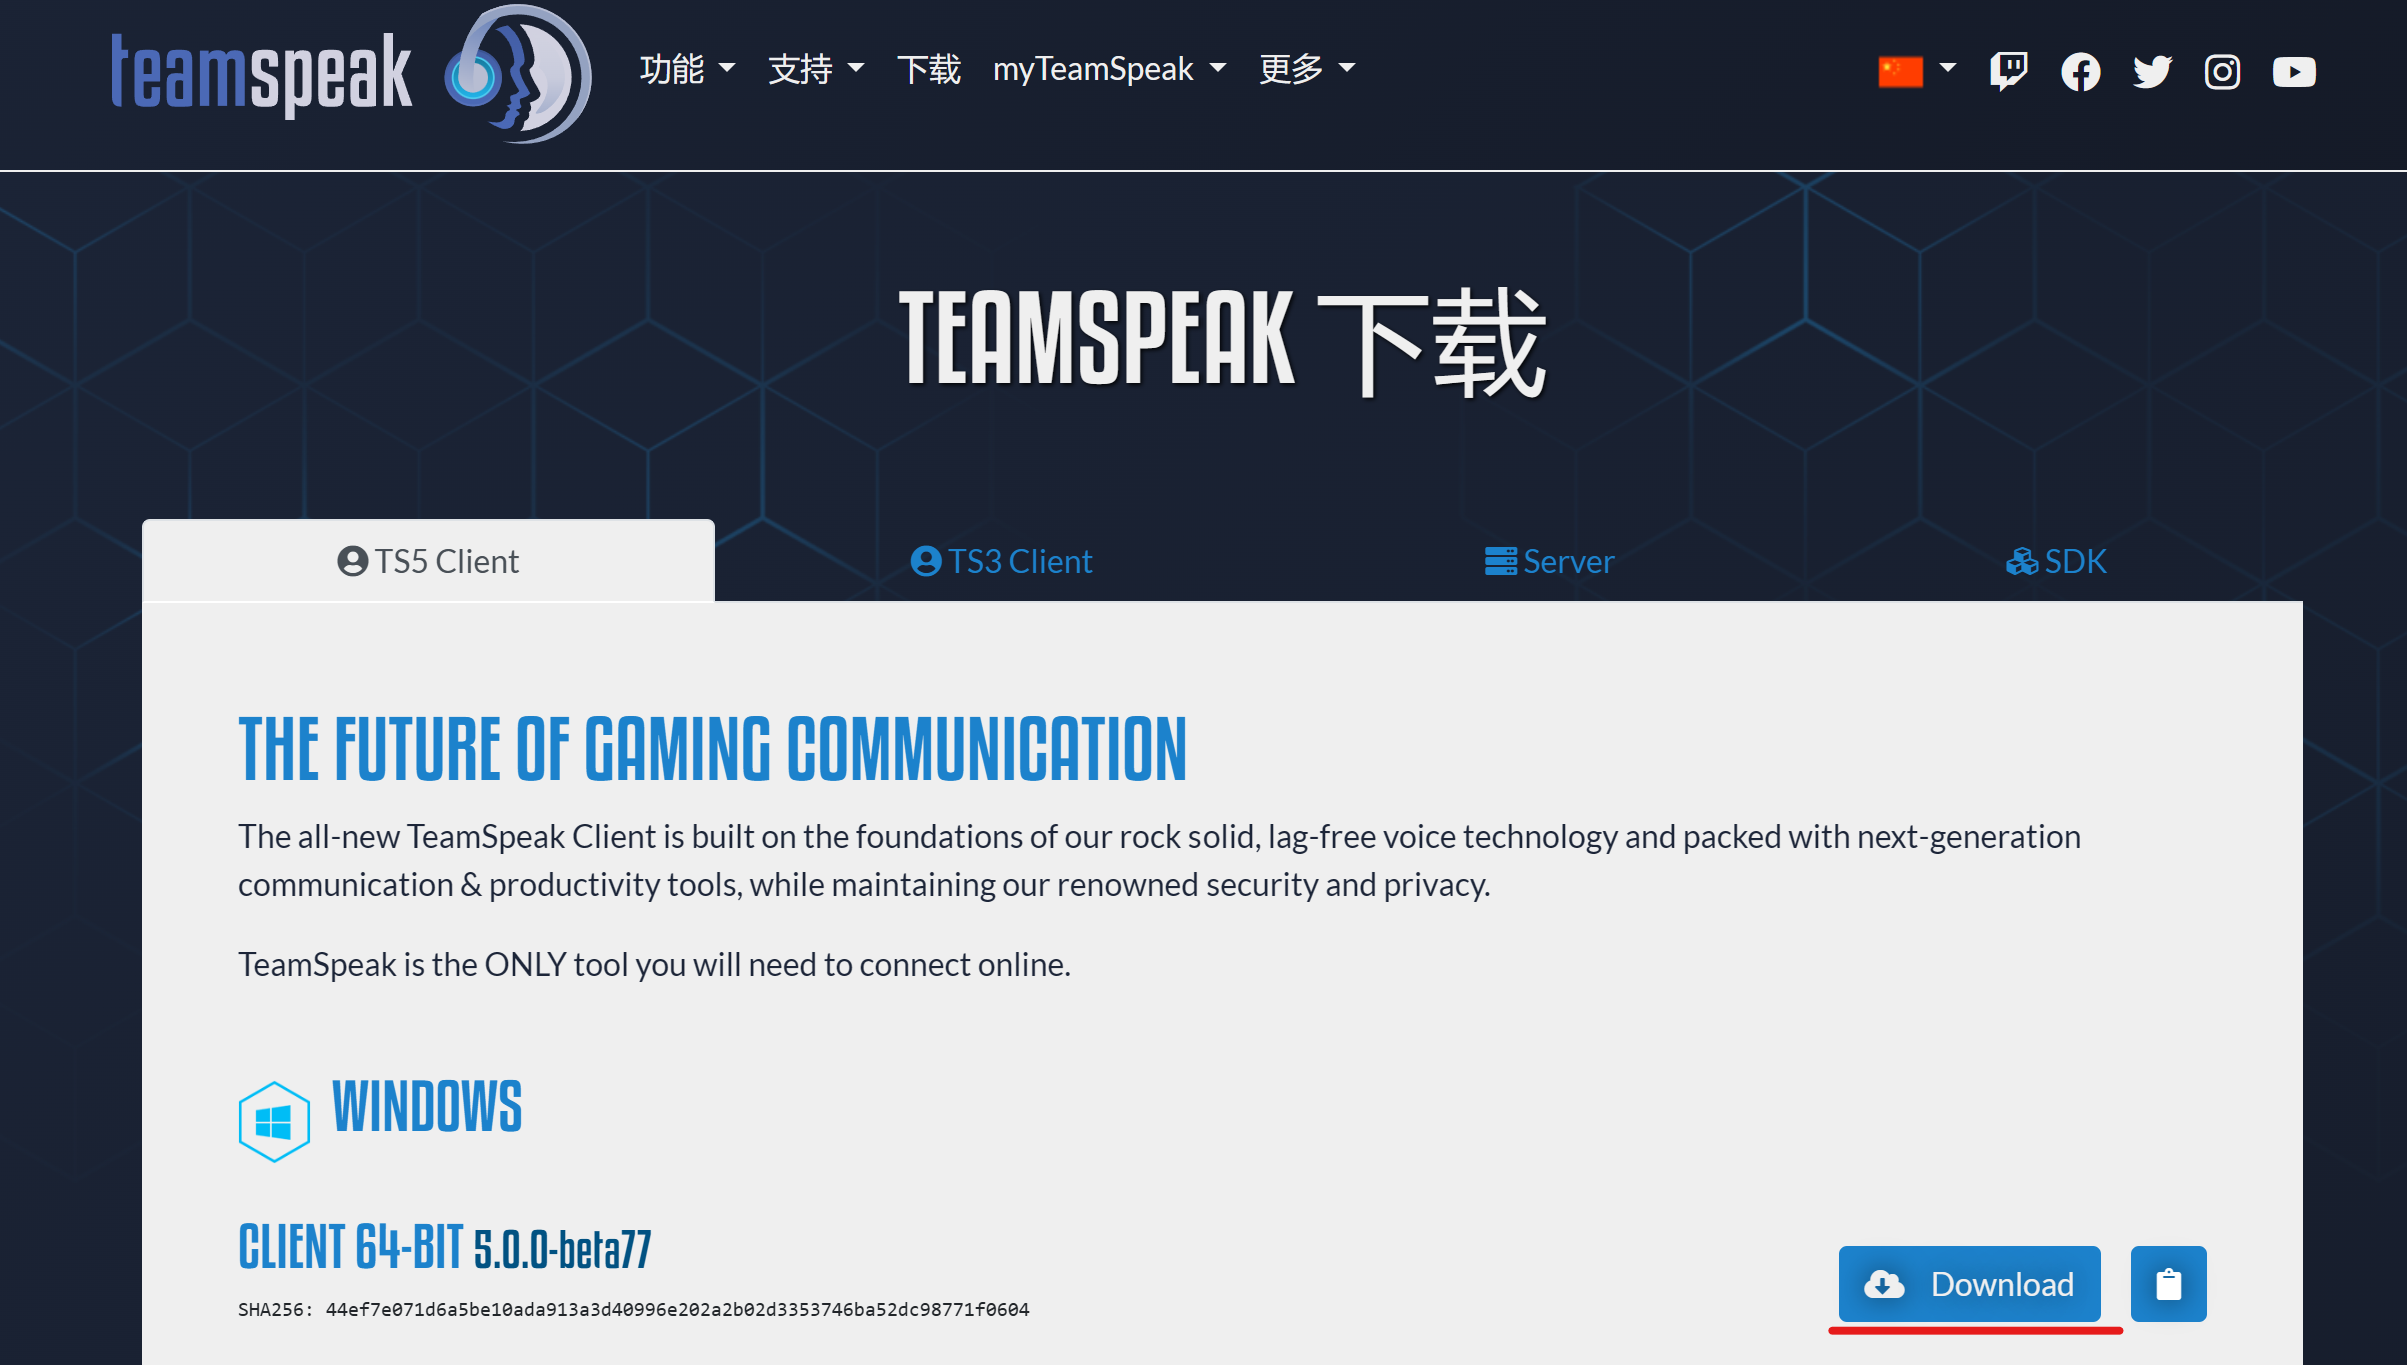 teamspeak
功能 支持 下载 myTeamSpeak 更多
TEAMSPEAK 下载
TS5 Client TS3 Client Server SDK
THE FUTURE OF GAMING COMMUNICATION
The all-new TeamSpeak Client is built on the foundations of our rock solid, lag-free voice technology and packed with next-generation
communication & productivity tools, while maintaining our renowned security and privacy.
TeamSpeak is the ONLY tool you will need to connect online.
WINDOWS
CLIENT 64-BIT 5.0.0-beta77
Download
SHA256: 44ef7e071d6a5be10ada913a3d40996e202a2b02d3353746ba52dc98771f0604